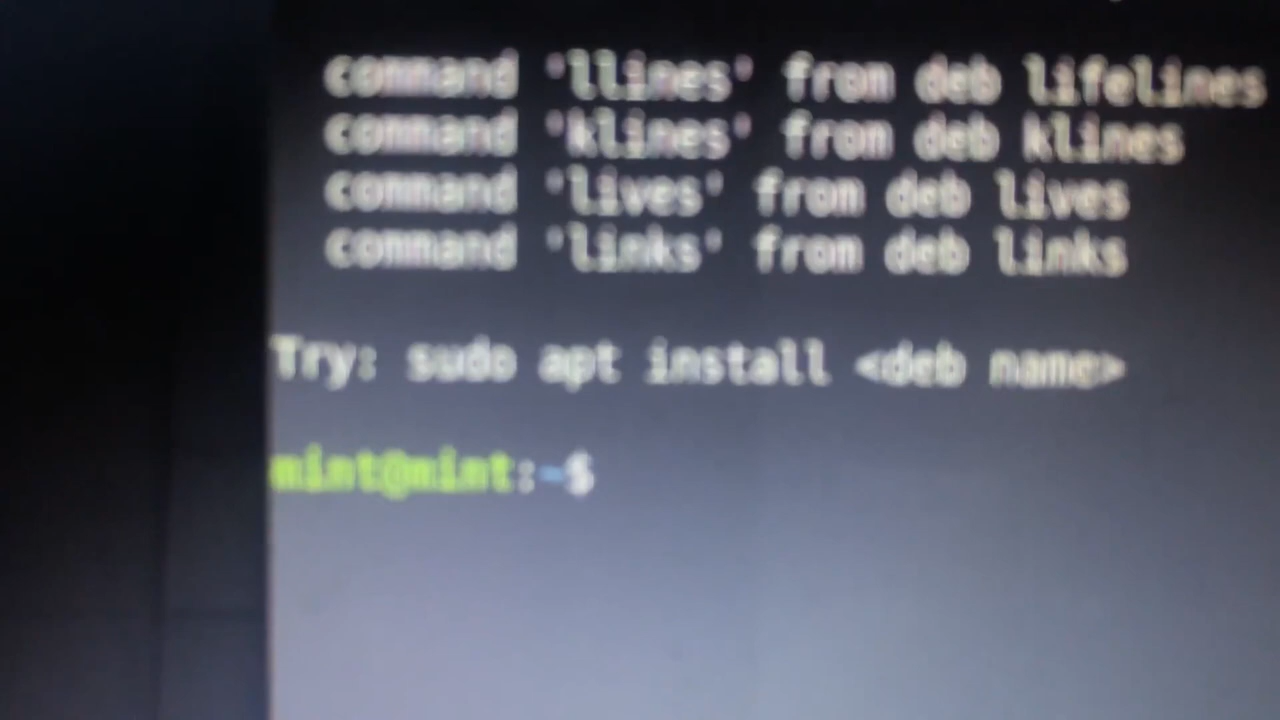 command 'llines' from deb lifelines
command 'klines' from deb klines
command 'lives' from deb lives
command 'links' from deb links
Try: sudo apt install <deb name>
mint@mint:~$